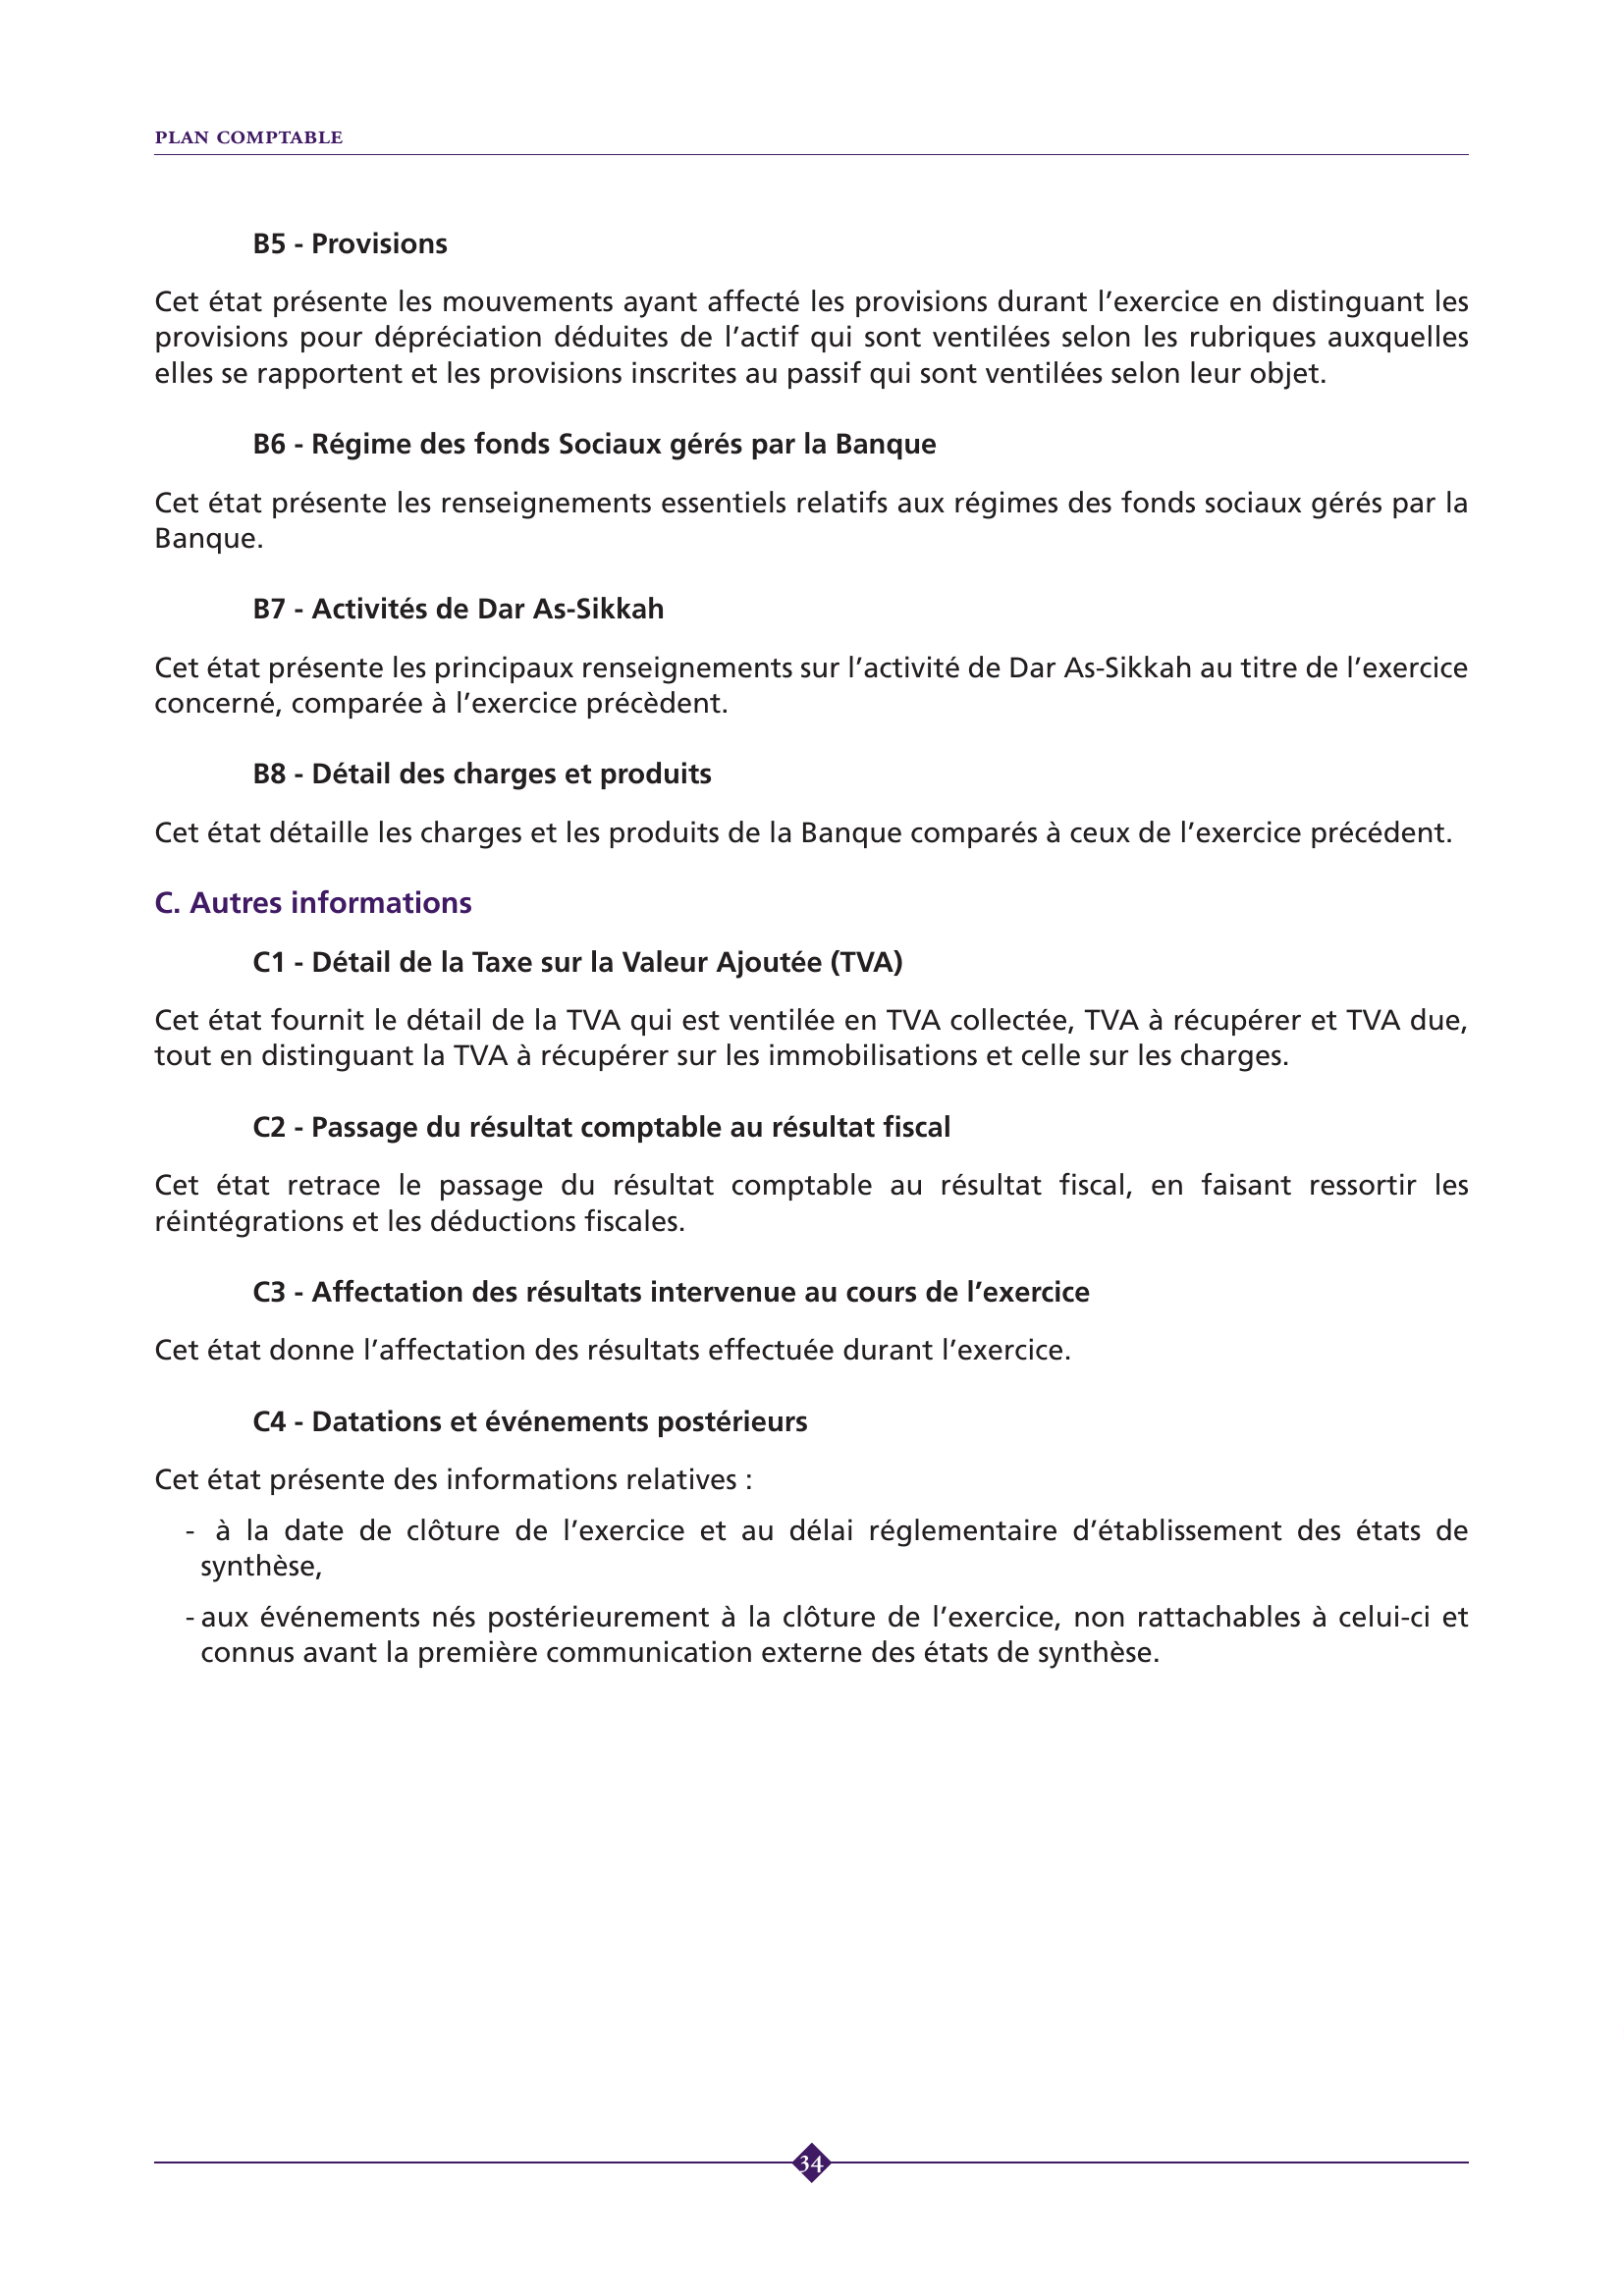 PLAN COMPTABLE
B5 - Provisions
Cet état présente les mouvements ayant affecté les provisions durant l’exercice en distinguant les
provisions pour dépréciation déduites de l’actif qui sont ventilées selon les rubriques auxquelles
elles se rapportent et les provisions inscrites au passif qui sont ventilées selon leur objet.
B6 - Régime des fonds Sociaux gérés par la Banque
Cet état présente les renseignements essentiels relatifs aux régimes des fonds sociaux gérés par la
Banque.
B7 - Activités de Dar As-Sikkah
Cet état présente les principaux renseignements sur l’activité de Dar As-Sikkah au titre de l’exercice
concerné, comparée à l’exercice précèdent.
B8 - Détail des charges et produits
Cet état détaille les charges et les produits de la Banque comparés à ceux de l’exercice précédent.
C. Autres informations
C1 - Détail de la Taxe sur la Valeur Ajoutée (TVA)
Cet état fournit le détail de la TVA qui est ventilée en TVA collectée, TVA à récupérer et TVA due,
tout en distinguant la TVA à récupérer sur les immobilisations et celle sur les charges.
C2 - Passage du résultat comptable au résultat fiscal
Cet état retrace le passage du résultat comptable au résultat fiscal, en faisant ressortir les
réintégrations et les déductions fiscales.
C3 - Affectation des résultats intervenue au cours de l’exercice
Cet état donne l’affectation des résultats effectuée durant l’exercice.
C4 - Datations et événements postérieurs
Cet état présente des informations relatives :
- à la date de clôture de l’exercice et au délai réglementaire d’établissement des états de
synthèse,
- aux événements nés postérieurement à la clôture de l’exercice, non rattachables à celui-ci et
connus avant la première communication externe des états de synthèse.
34